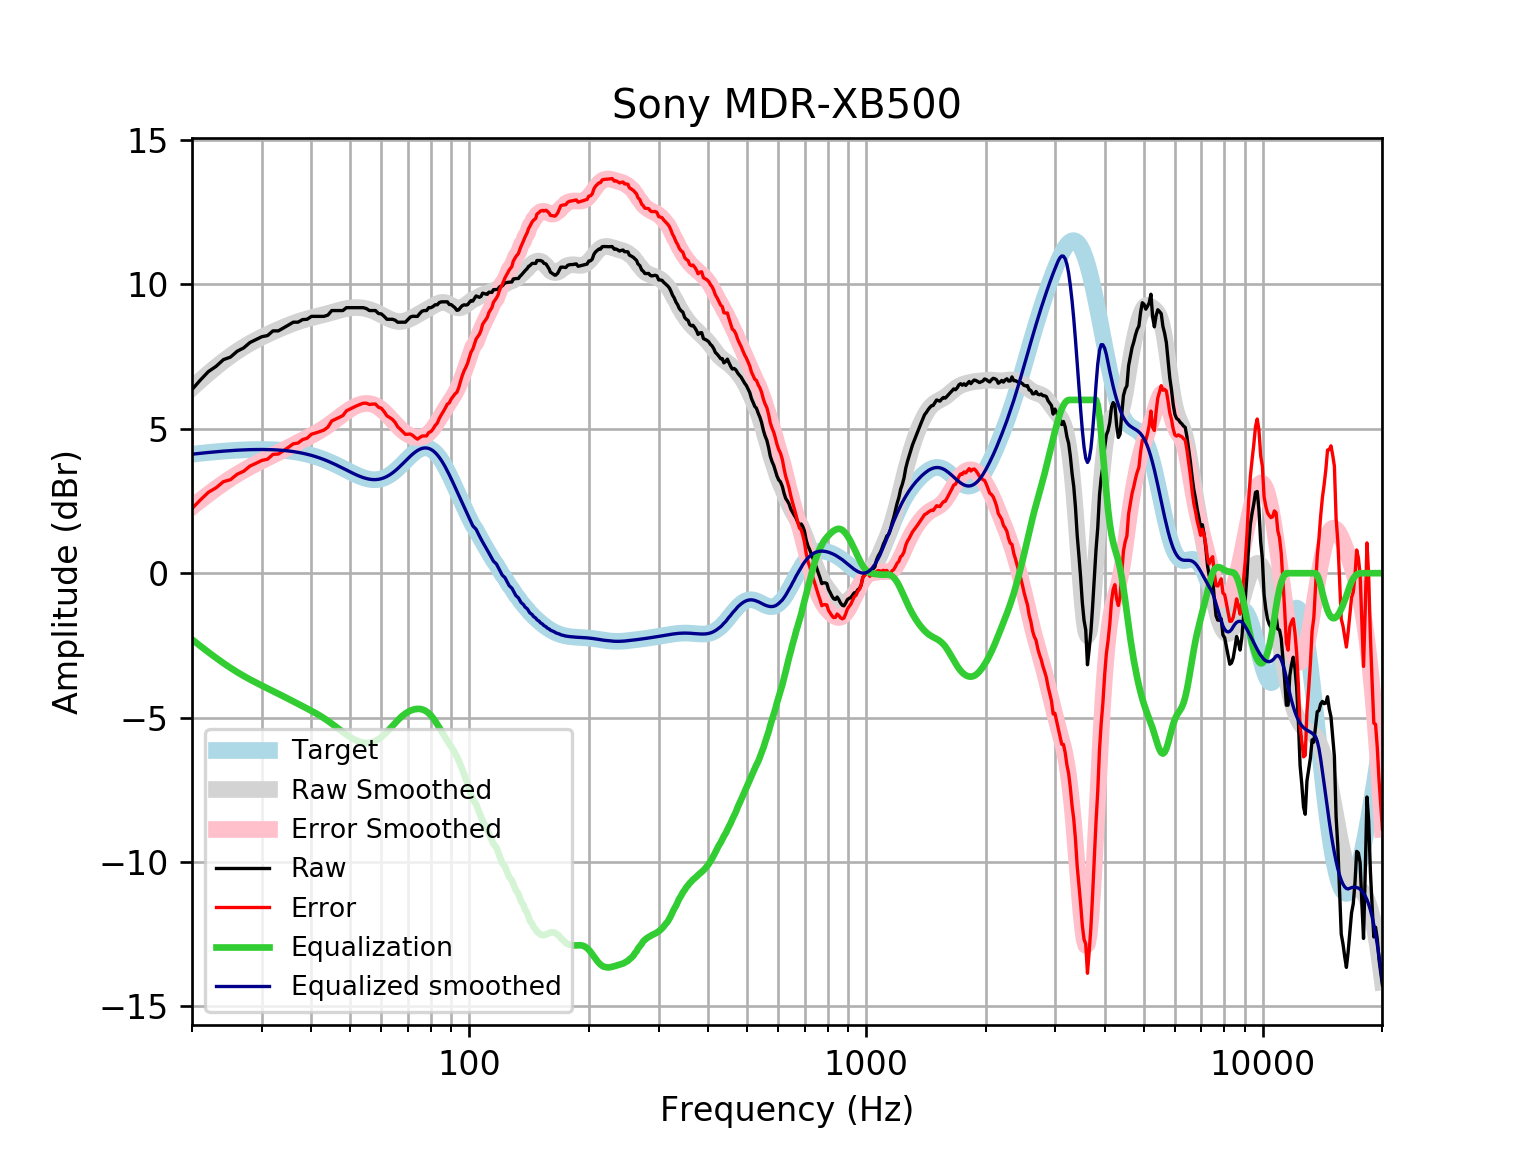 Sony MDR-XB500
15
10
5
0
−5
−10
−15
Amplitude (dBr)
Target
Raw Smoothed
Error Smoothed
Raw
Error
Equalization
Equalized smoothed
100
1000
10000
Frequency (Hz)